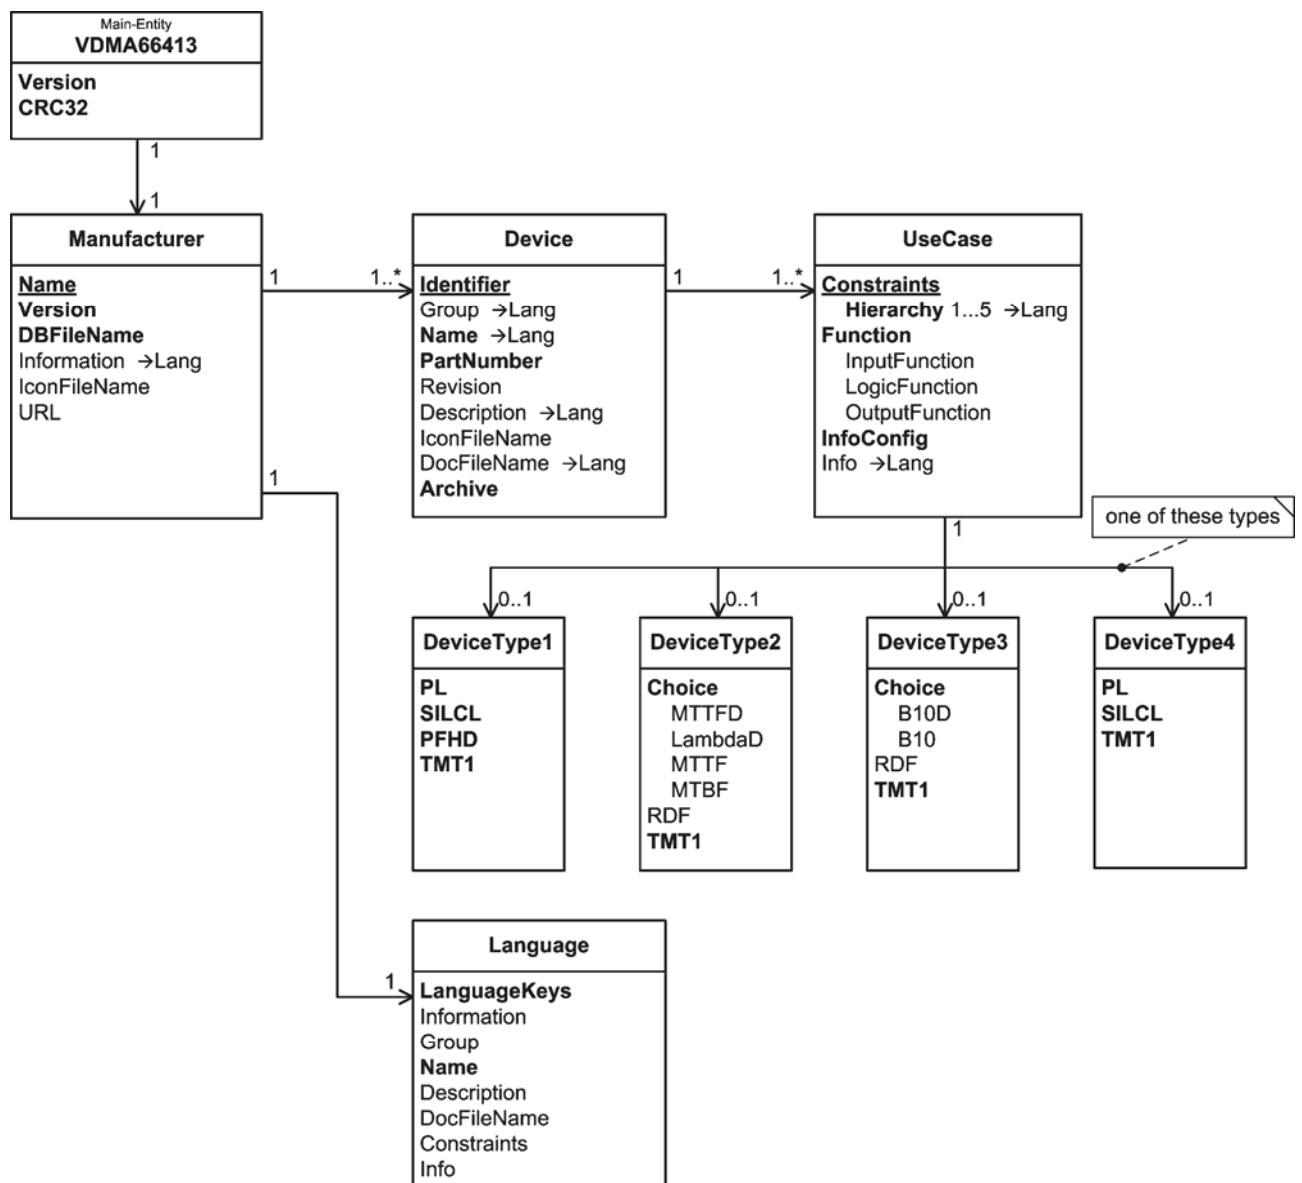 Main-Entity
VDMA66413
Version
CRC32
1
1
Manufacturer
Name
Version
DBFileName
Information →Lang
IconFileName
URL
1
1..*
1
1
Device
Identifier
Group →Lang
Name →Lang
PartNumber
Revision
Description →Lang
IconFileName
DocFileName →Lang
Archive
1
1..*
UseCase
Constraints
Hierarchy 1...5 →Lang
Function
InputFunction
LogicFunction
OutputFunction
InfoConfig
Info →Lang
1
one of these types
0..1
0..1
0..1
0..1
DeviceType1
PL
SILCL
PFHD
TMT1
DeviceType2
Choice
MTTFD
LambdaD
MTTF
MTBF
RDF
TMT1
DeviceType3
Choice
B10D
B10
RDF
TMT1
DeviceType4
PL
SILCL
TMT1
Language
LanguageKeys
Information
Group
Name
Description
DocFileName
Constraints
Info